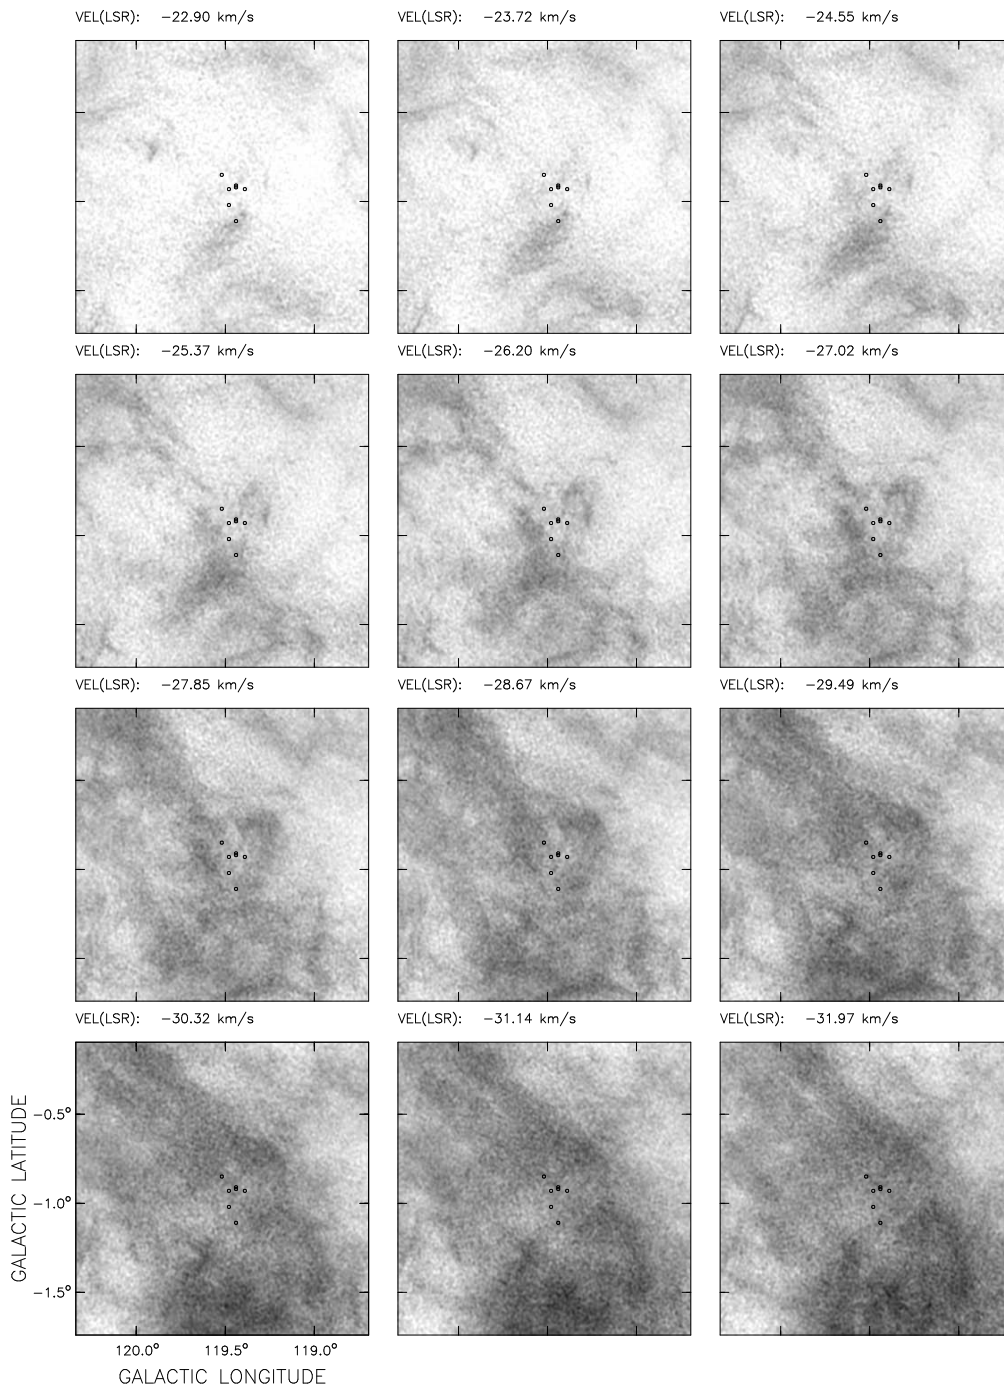 VEL(LSR): −22.90 km/s VEL(LSR): −23.72 km/s VEL(LSR): −24.55 km/s
VEL(LSR): −25.37 km/s VEL(LSR): −26.20 km/s VEL(LSR): −27.02 km/s
VEL(LSR): −27.85 km/s VEL(LSR): −28.67 km/s VEL(LSR): −29.49 km/s
VEL(LSR): −30.32 km/s VEL(LSR): −31.14 km/s VEL(LSR): −31.97 km/s
GALACTIC LATITUDE
−0.5°
−1.0°
−1.5°
120.0° 119.5° 119.0°
GALACTIC LONGITUDE